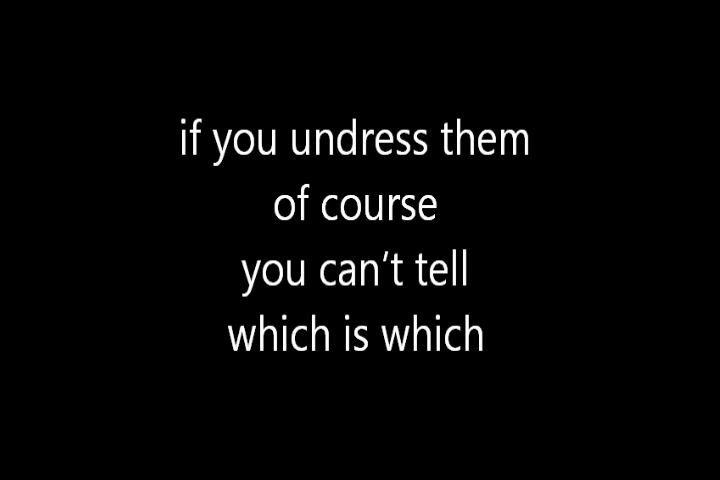 if you undress them
of course
you can't tell
which is which